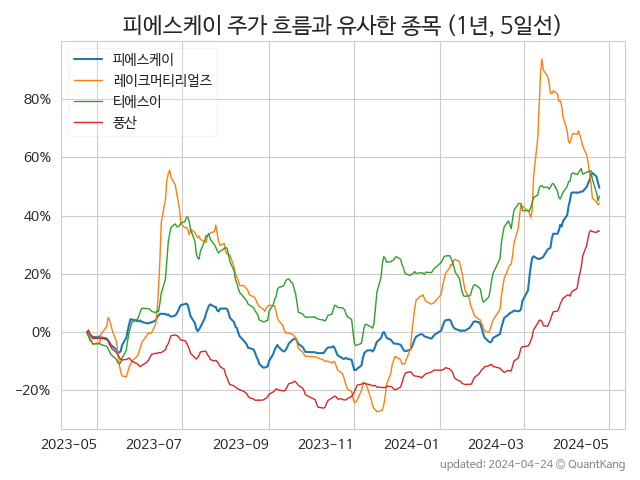 피에스케이 주가 흐름과 유사한 종목 (1년, 5일선)
피에스케이
레이크머티리얼즈
티에스이
풍산
80%
60%
40%
20%
0%
−20%
2023-05 2023-07 2023-09 2023-11 2024-01 2024-03 2024-05
updated: 2024-04-24 © QuantKang